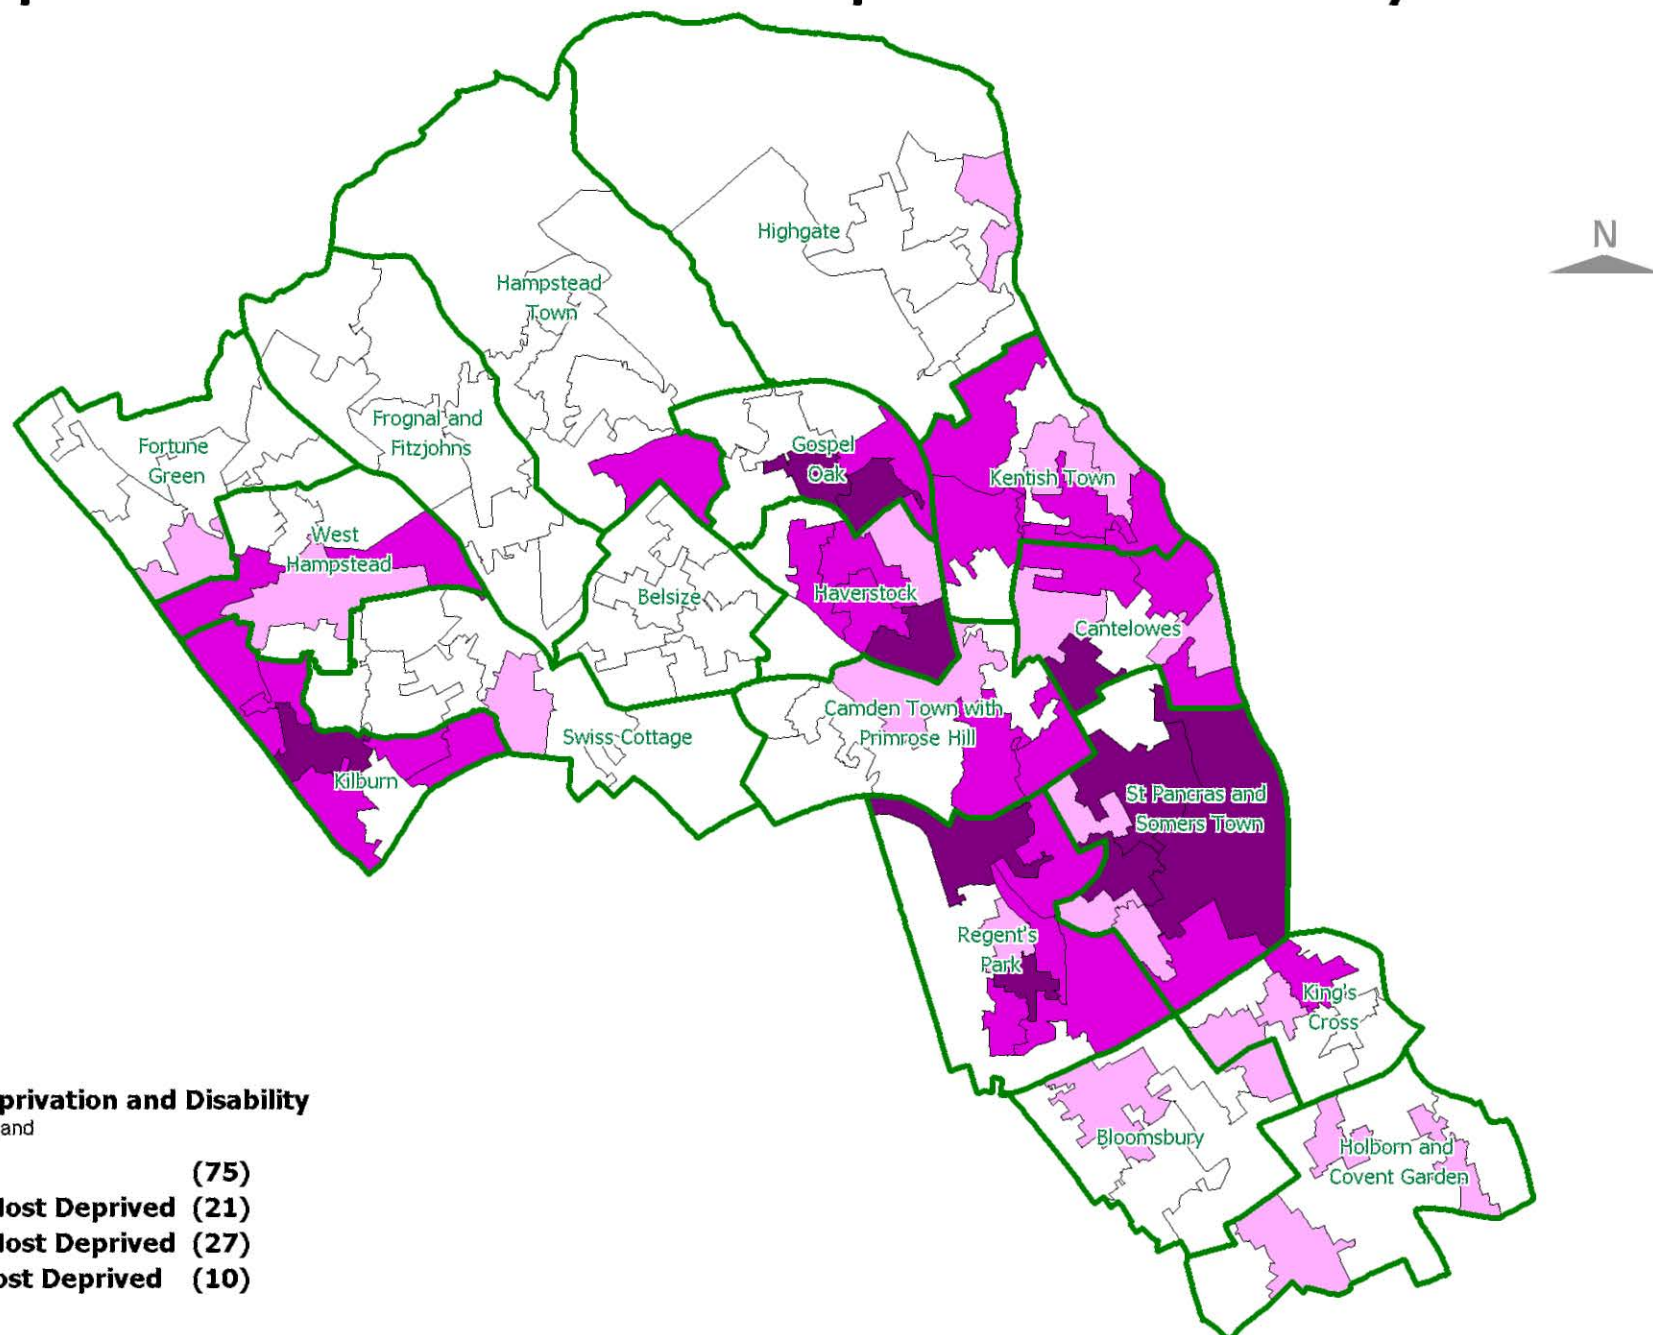 N
Highgate
Hampstead
Town
Frognal and
Fitzjohns
Fortune
Green
Gospel
Oak
Kentish Town
West
Hampstead
Belsize
Haverstock
Cantelowes
Camden Town with
Primrose Hill
Swiss Cottage
Kilburn
St Pancras and
Somers Town
Regent's
Park
King's
Cross
Bloomsbury
Holborn and
Covent Garden
privation and Disability
and
(75)
ost Deprived (21)
ost Deprived (27)
st Deprived (10)